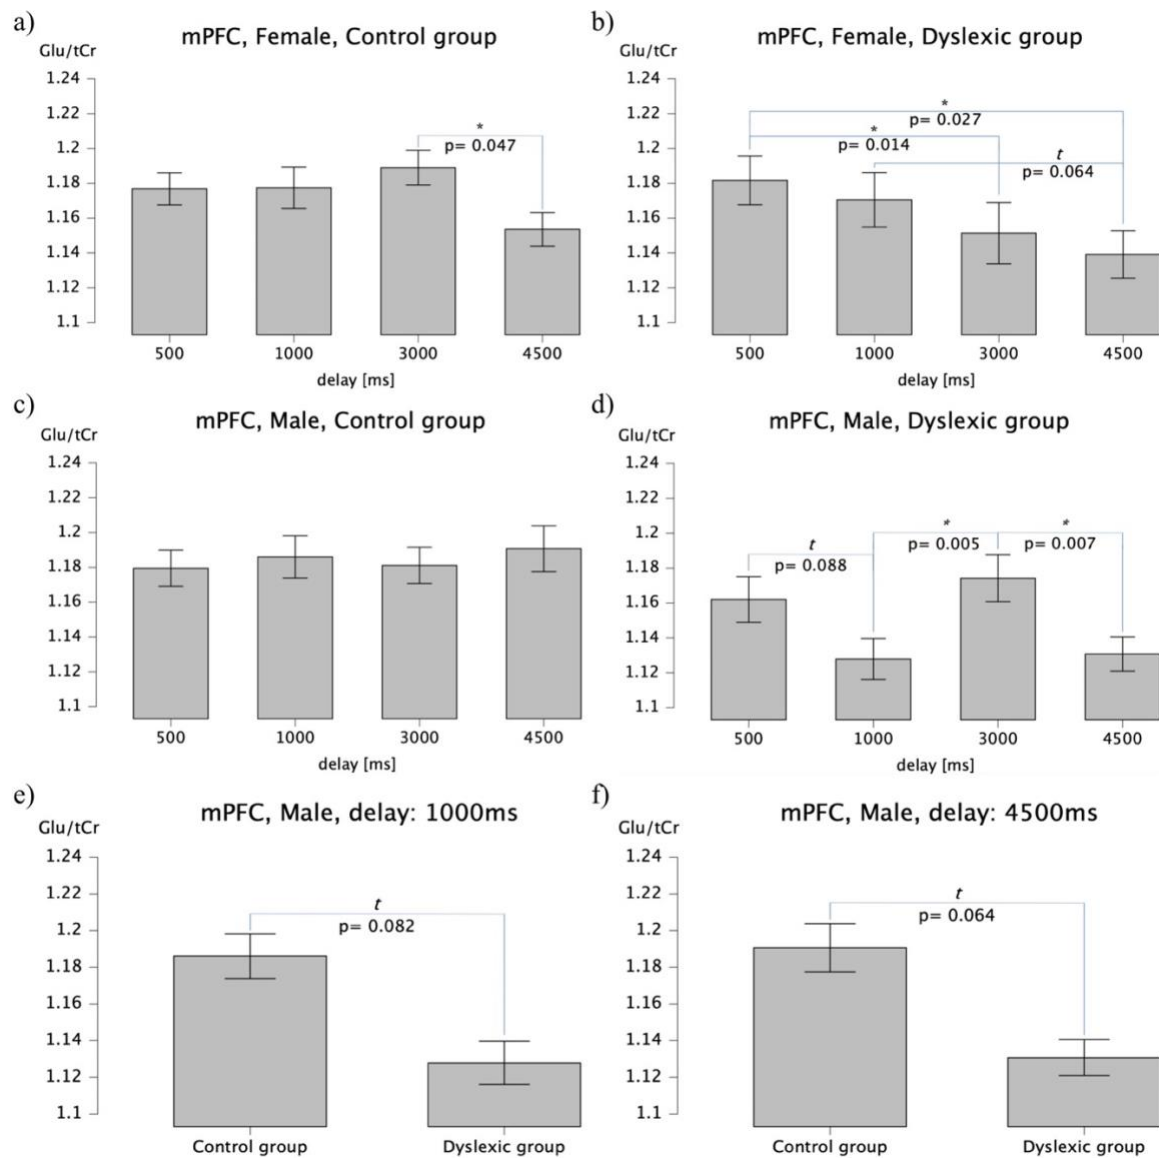 a)
mPFC, Female, Control group
Glu/tCr
1.24
1.22
1.2
1.18
1.16
1.14
1.12
1.1
*
p= 0.047
500 1000 3000 4500
delay [ms]
b)
mPFC, Female, Dyslexic group
Glu/tCr
1.24
1.22
1.2
1.18
1.16
1.14
1.12
1.1
*
p= 0.027
*
p= 0.014
t
p= 0.064
500 1000 3000 4500
delay [ms]
c)
mPFC, Male, Control group
Glu/tCr
1.24
1.22
1.2
1.18
1.16
1.14
1.12
1.1
500 1000 3000 4500
delay [ms]
d)
mPFC, Male, Dyslexic group
Glu/tCr
1.24
1.22
1.2
1.18
1.16
1.14
1.12
1.1
t
p= 0.088
*
p= 0.005
*
p= 0.007
500 1000 3000 4500
delay [ms]
e)
mPFC, Male, delay: 1000ms
Glu/tCr
1.24
1.22
1.2
1.18
1.16
1.14
1.12
1.1
t
p= 0.082
Control group Dyslexic group
f)
mPFC, Male, delay: 4500ms
Glu/tCr
1.24
1.22
1.2
1.18
1.16
1.14
1.12
1.1
t
p= 0.064
Control group Dyslexic group